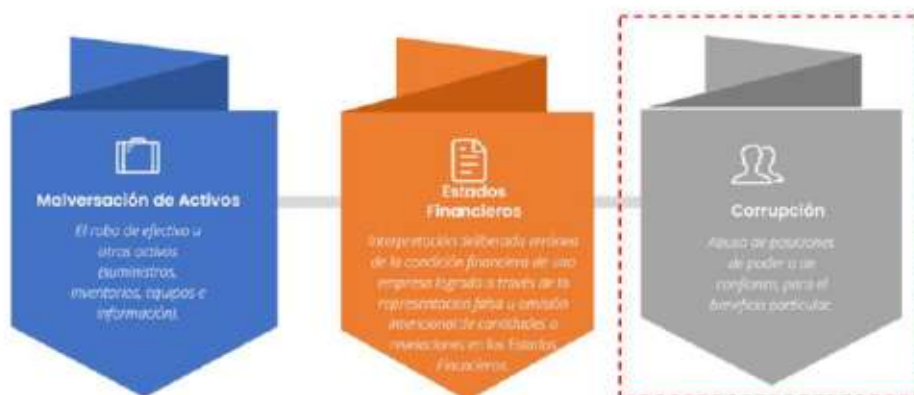 Malversación de Activos
El robo de efectivo u
otros activos
(suministros,
inventarios, equipos e
información).
Estados
Financieros
Interpretación deliberada errónea
de la condición financiera de una
empresa lograda a través de la
representación falsa u omisión
intencional de cantidades o
revelaciones en los Estados
Financieros.
Corrupción
Abuso de posiciones
de poder o de
confianza, para el
beneficio particular.